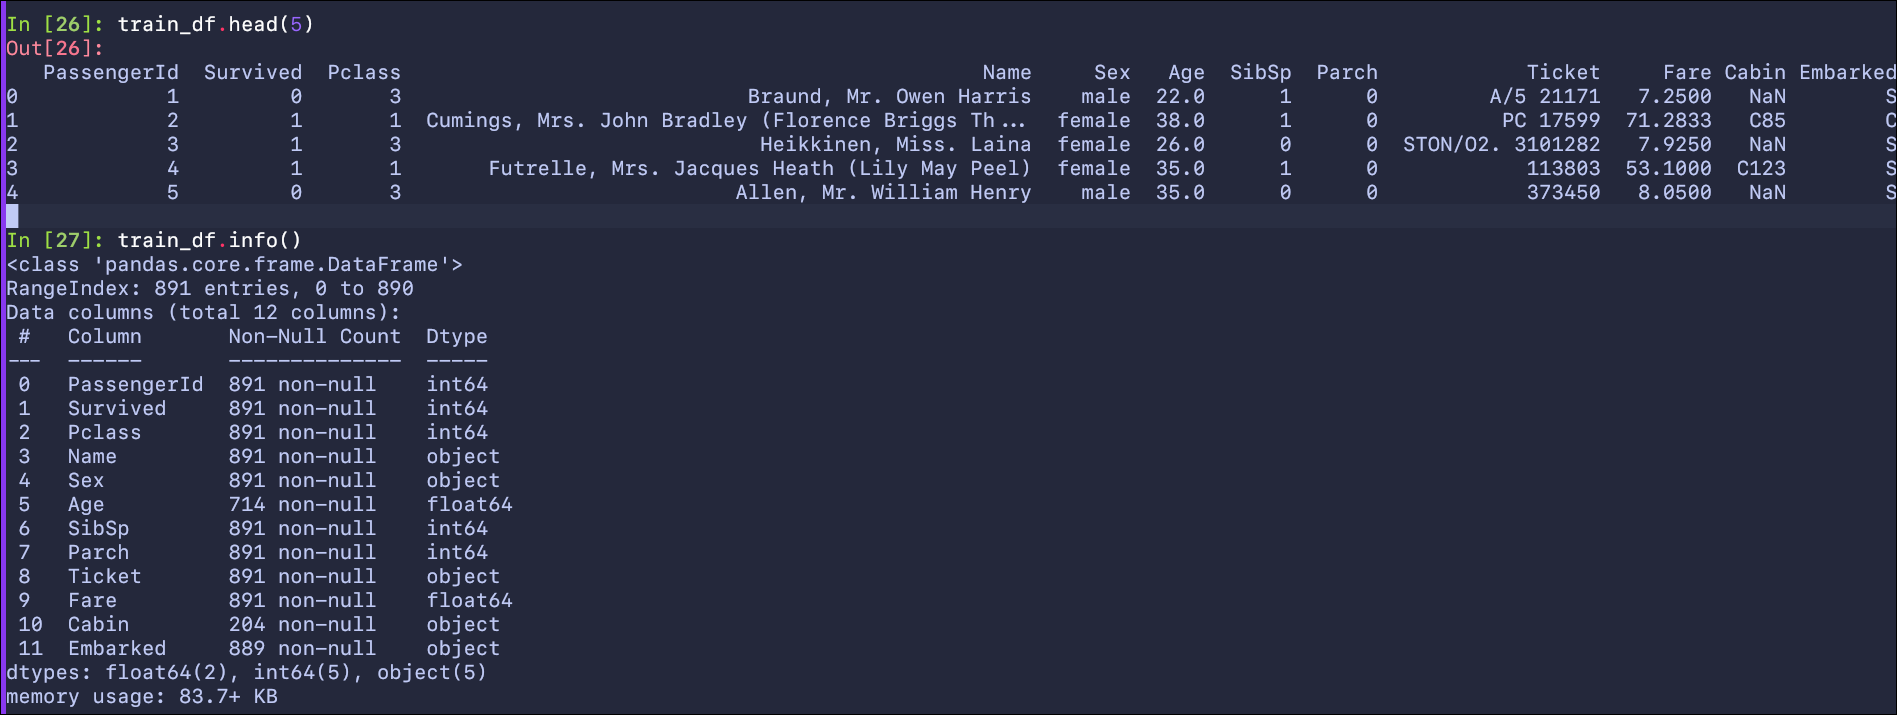 In [26]: train_df.head(5)
Out[26]:
   PassengerId  Survived  Pclass                                               Name     Sex   Age  SibSp  Parch            Ticket     Fare Cabin Embarked
0            1         0       3                            Braund, Mr. Owen Harris    male  22.0      1      0         A/5 21171   7.2500   NaN       S
1            2         1       1  Cumings, Mrs. John Bradley (Florence Briggs Th...  female  38.0      1      0          PC 17599  71.2833   C85       C
2            3         1       3                             Heikkinen, Miss. Laina  female  26.0      0      0  STON/O2. 3101282   7.9250   NaN       S
3            4         1       1       Futrelle, Mrs. Jacques Heath (Lily May Peel)  female  35.0      1      0            113803  53.1000  C123       S
4            5         0       3                           Allen, Mr. William Henry    male  35.0      0      0            373450   8.0500   NaN       S
In [27]: train_df.info()
<class 'pandas.core.frame.DataFrame'>
RangeIndex: 891 entries, 0 to 890
Data columns (total 12 columns):
 #   Column       Non-Null Count  Dtype
---  ------       --------------  -----
 0   PassengerId  891 non-null    int64
 1   Survived     891 non-null    int64
 2   Pclass       891 non-null    int64
 3   Name         891 non-null    object
 4   Sex          891 non-null    object
 5   Age          714 non-null    float64
 6   SibSp        891 non-null    int64
 7   Parch        891 non-null    int64
 8   Ticket       891 non-null    object
 9   Fare         891 non-null    float64
 10  Cabin        204 non-null    object
 11  Embarked     889 non-null    object
dtypes: float64(2), int64(5), object(5)
memory usage: 83.7+ KB